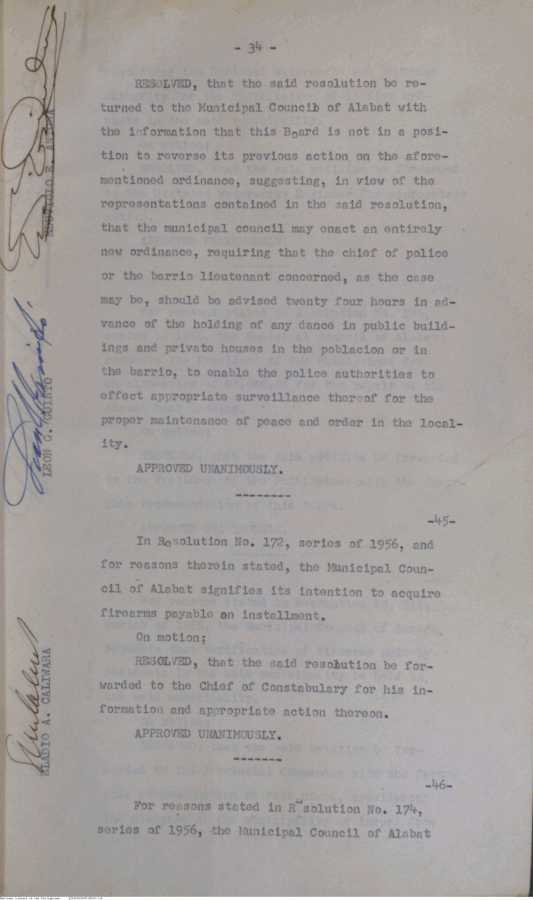 - 34 -
RESOLVED, that the said resolution be re-
turned to the Municipal Council of Alabat with
the information that this Board is not in a posi-
tion to reverse its previous action on the afore-
mentioned ordinance, suggesting, in view of the
representations contained in the said resolution,
that the municipal council may enact an entirely
new ordinance, requiring that the chief of police
or the barrio lieutenant concerned, as the case
may be, should be advised twenty four hours in ad-
vance of the holding of any dance in public build-
ings and private houses in the poblacion or in
the barrio, to enable the police authorities to
effect appropriate surveillance thereof for the
proper maintenance of peace and order in the local-
ity.
APPROVED UNANIMOUSLY.
--------
-45-
In Resolution No. 172, series of 1956, and
for reasons therein stated, the Municipal Coun-
cil of Alabat signifies its intention to acquire
firearms payable on installment.
On motion;
RESOLVED, that the said resolution be for-
warded to the Chief of Constabulary for his in-
formation and appropriate action thereon.
APPROVED UNANIMOUSLY.
-------
-46-
For reasons stated in Resolution No. 174,
series of 1956, the Municipal Council of Alabat
LEON G. GUINTO
ELADIO A. CALIWARA